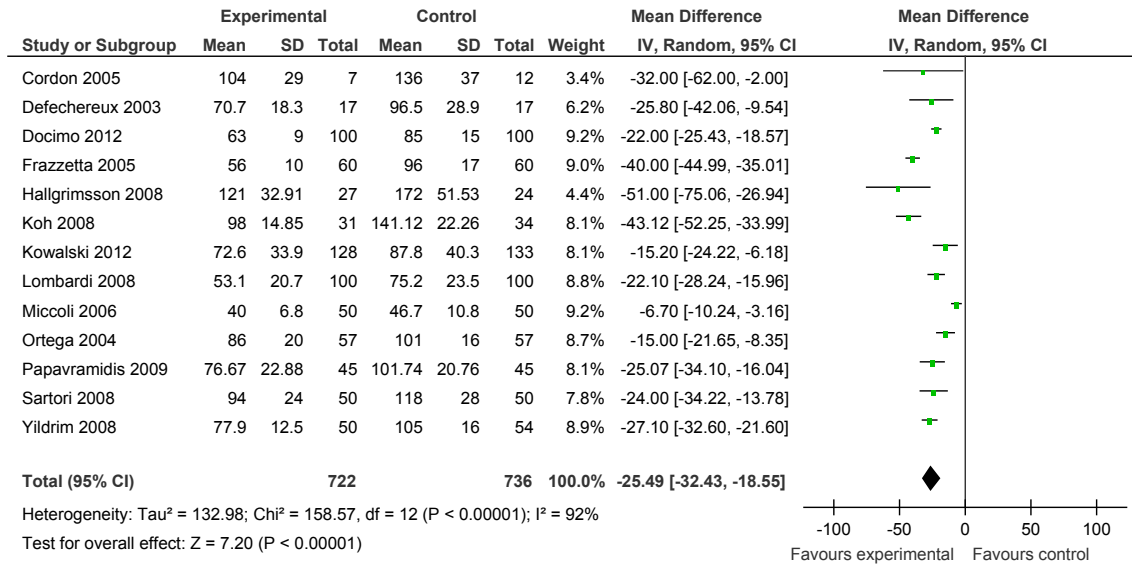 Experimental Control Mean Difference Mean Difference
Study or Subgroup Mean SD Total Mean SD Total Weight IV, Random, 95% CI IV, Random, 95% CI
Cordon 2005 104 29 7 136 37 12 3.4% -32.00 [-62.00, -2.00]
Defechereux 2003 70.7 18.3 17 96.5 28.9 17 6.2% -25.80 [-42.06, -9.54]
Docimo 2012 63 9 100 85 15 100 9.2% -22.00 [-25.43, -18.57]
Frazzetta 2005 56 10 60 96 17 60 9.0% -40.00 [-44.99, -35.01]
Hallgrimsson 2008 121 32.91 27 172 51.53 24 4.4% -51.00 [-75.06, -26.94]
Koh 2008 98 14.85 31 141.12 22.26 34 8.1% -43.12 [-52.25, -33.99]
Kowalski 2012 72.6 33.9 128 87.8 40.3 133 8.1% -15.20 [-24.22, -6.18]
Lombardi 2008 53.1 20.7 100 75.2 23.5 100 8.8% -22.10 [-28.24, -15.96]
Miccoli 2006 40 6.8 50 46.7 10.8 50 9.2% -6.70 [-10.24, -3.16]
Ortega 2004 86 20 57 101 16 57 8.7% -15.00 [-21.65, -8.35]
Papavramidis 2009 76.67 22.88 45 101.74 20.76 45 8.1% -25.07 [-34.10, -16.04]
Sartori 2008 94 24 50 118 28 50 7.8% -24.00 [-34.22, -13.78]
Yildrim 2008 77.9 12.5 50 105 16 54 8.9% -27.10 [-32.60, -21.60]
Total (95% CI) 722 736 100.0% -25.49 [-32.43, -18.55]
Heterogeneity: Tau² = 132.98; Chi² = 158.57, df = 12 (P < 0.00001); I² = 92%
Test for overall effect: Z = 7.20 (P < 0.00001)
-100 -50 0 50 100
Favours experimental Favours control